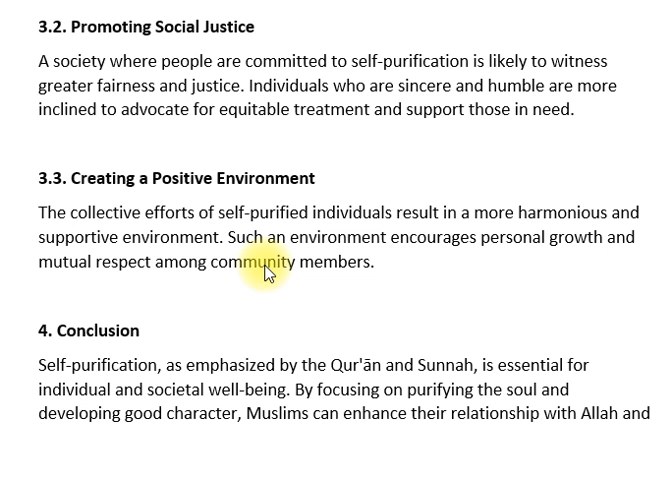 3.2. Promoting Social Justice
A society where people are committed to self-purification is likely to witness
greater fairness and justice. Individuals who are sincere and humble are more
inclined to advocate for equitable treatment and support those in need.
3.3. Creating a Positive Environment
The collective efforts of self-purified individuals result in a more harmonious and
supportive environment. Such an environment encourages personal growth and
mutual respect among community members.
4. Conclusion
Self-purification, as emphasized by the Qur'ān and Sunnah, is essential for
individual and societal well-being. By focusing on purifying the soul and
developing good character, Muslims can enhance their relationship with Allah and